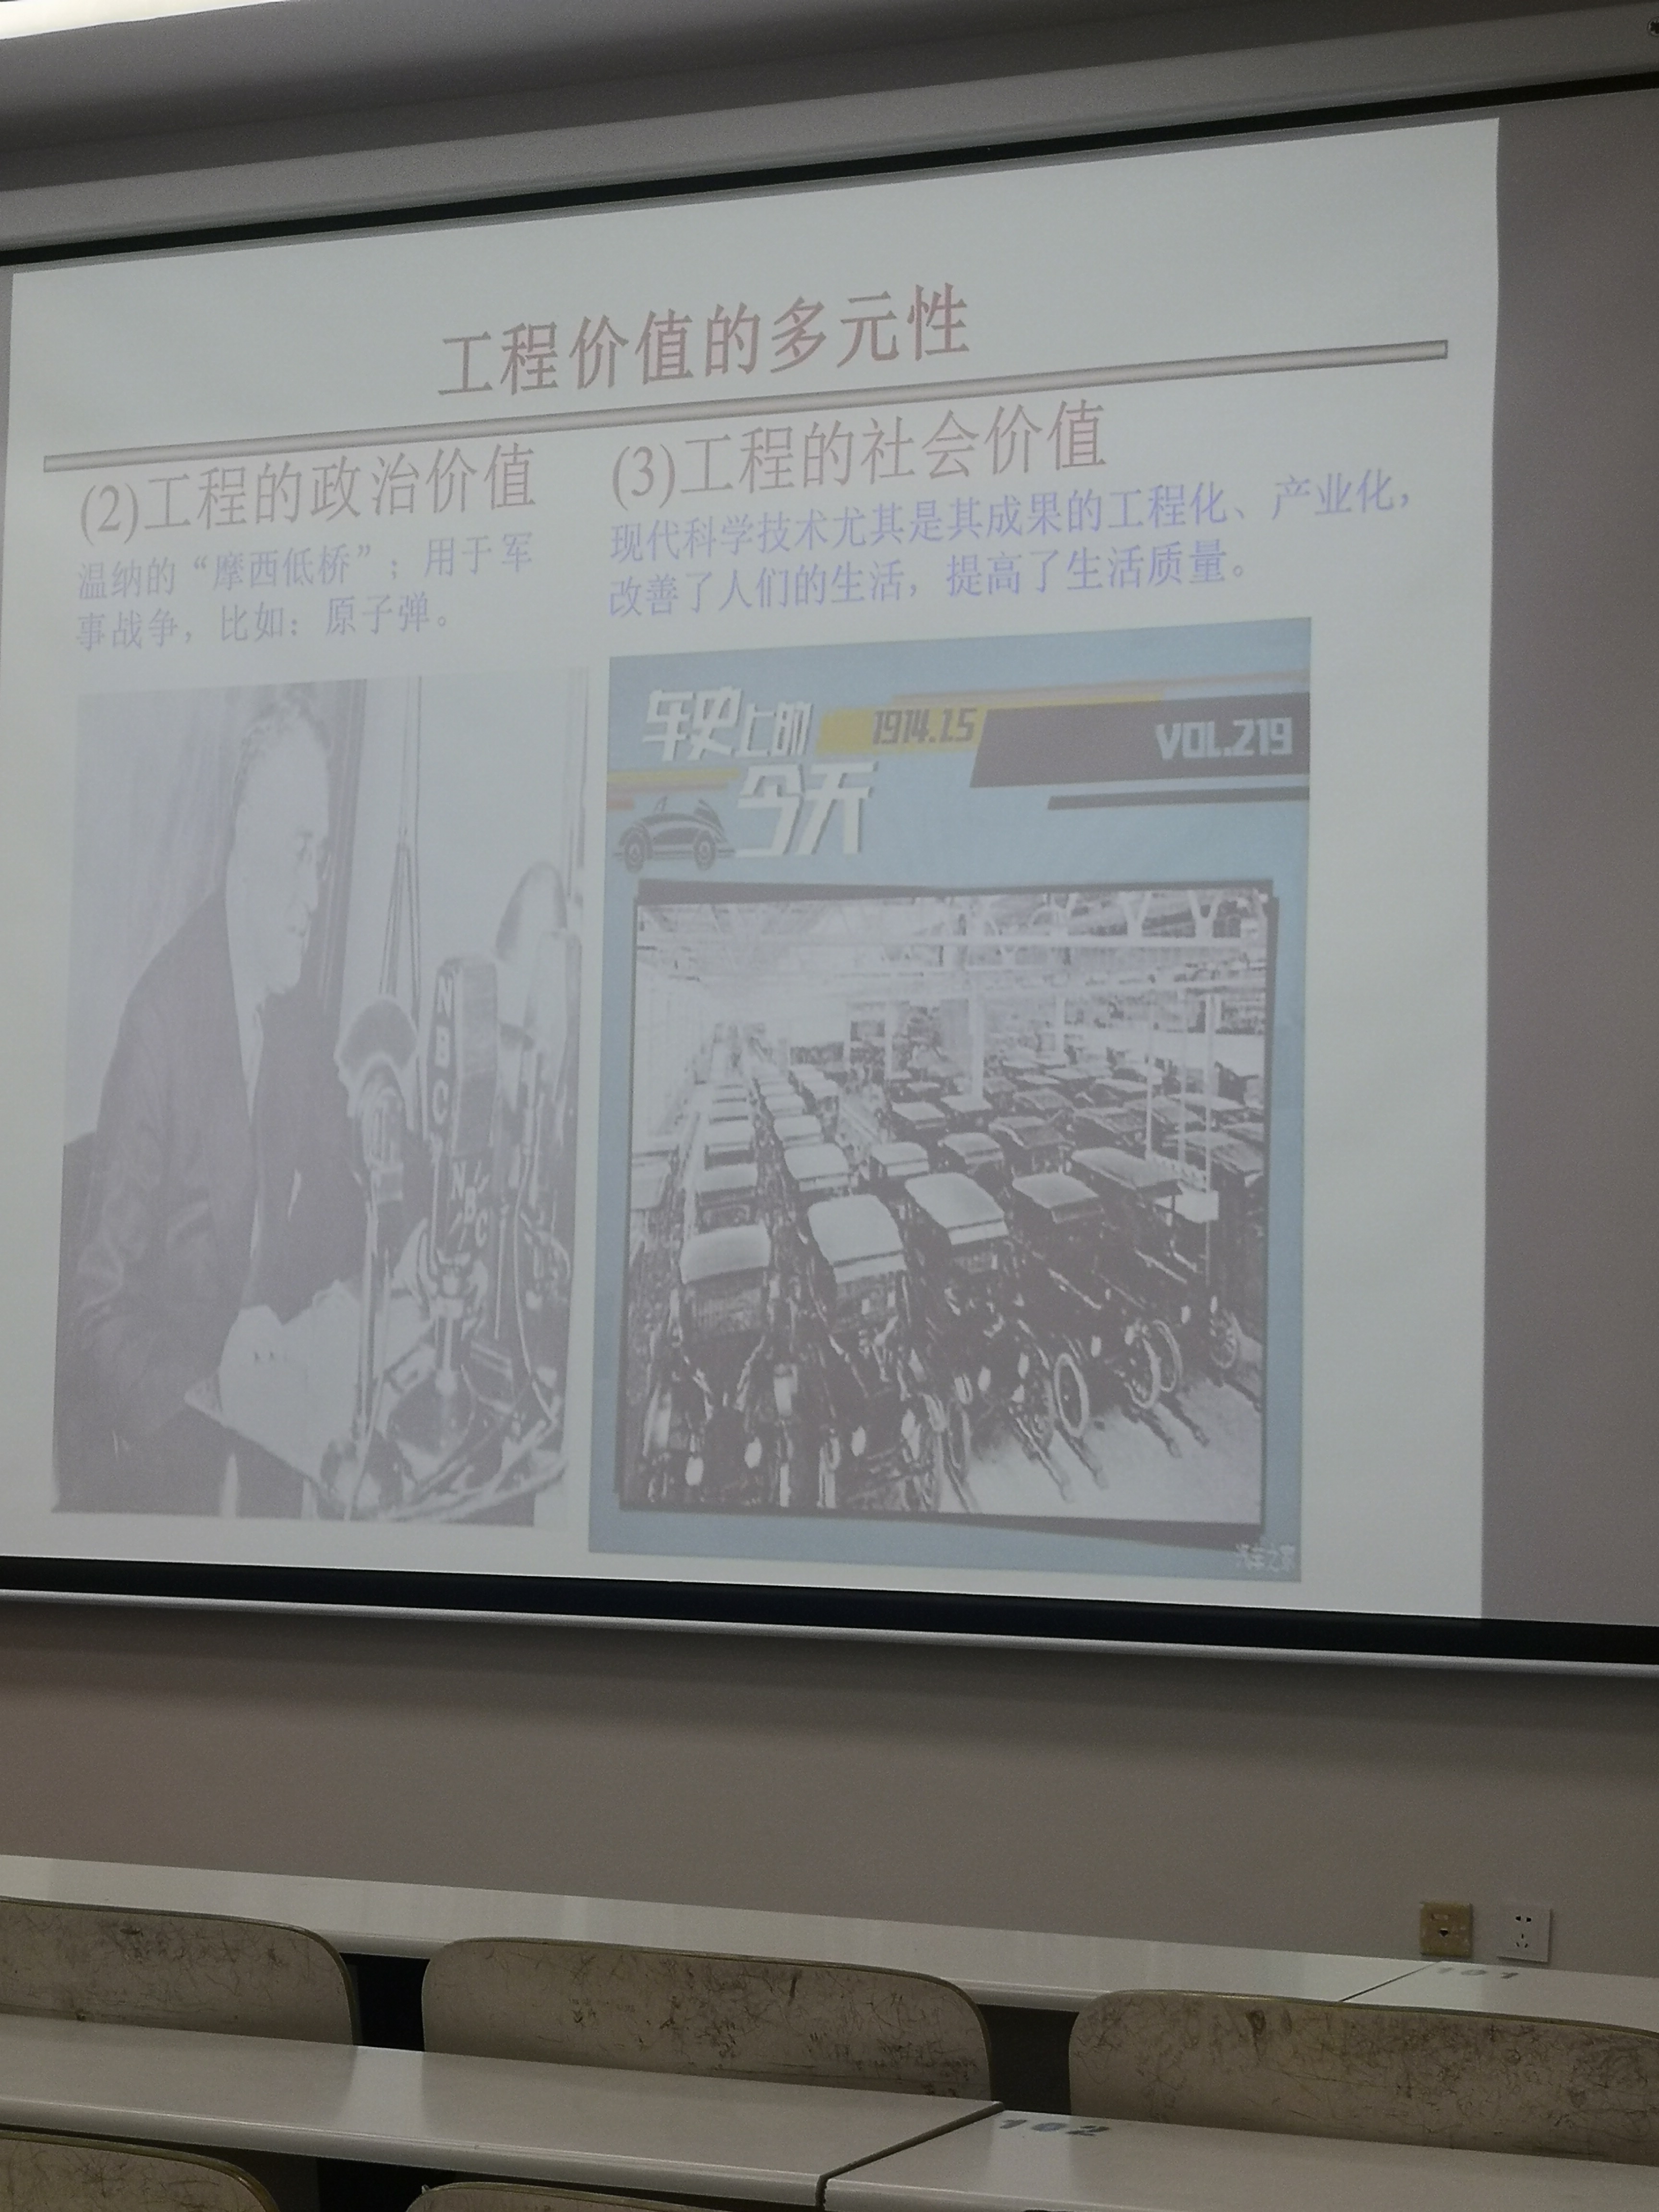 工程价值的多元性
(2)工程的政治价值
温纳的“摩西低桥”；用于军
事战争，比如：原子弹。
(3)工程的社会价值
现代科学技术尤其是其成果的工程化、产业化，
改善了人们的生活，提高了生活质量。
车史上的
今天
1914.1.5
VOL.219
NBC
NBC
汽车之家
101
102